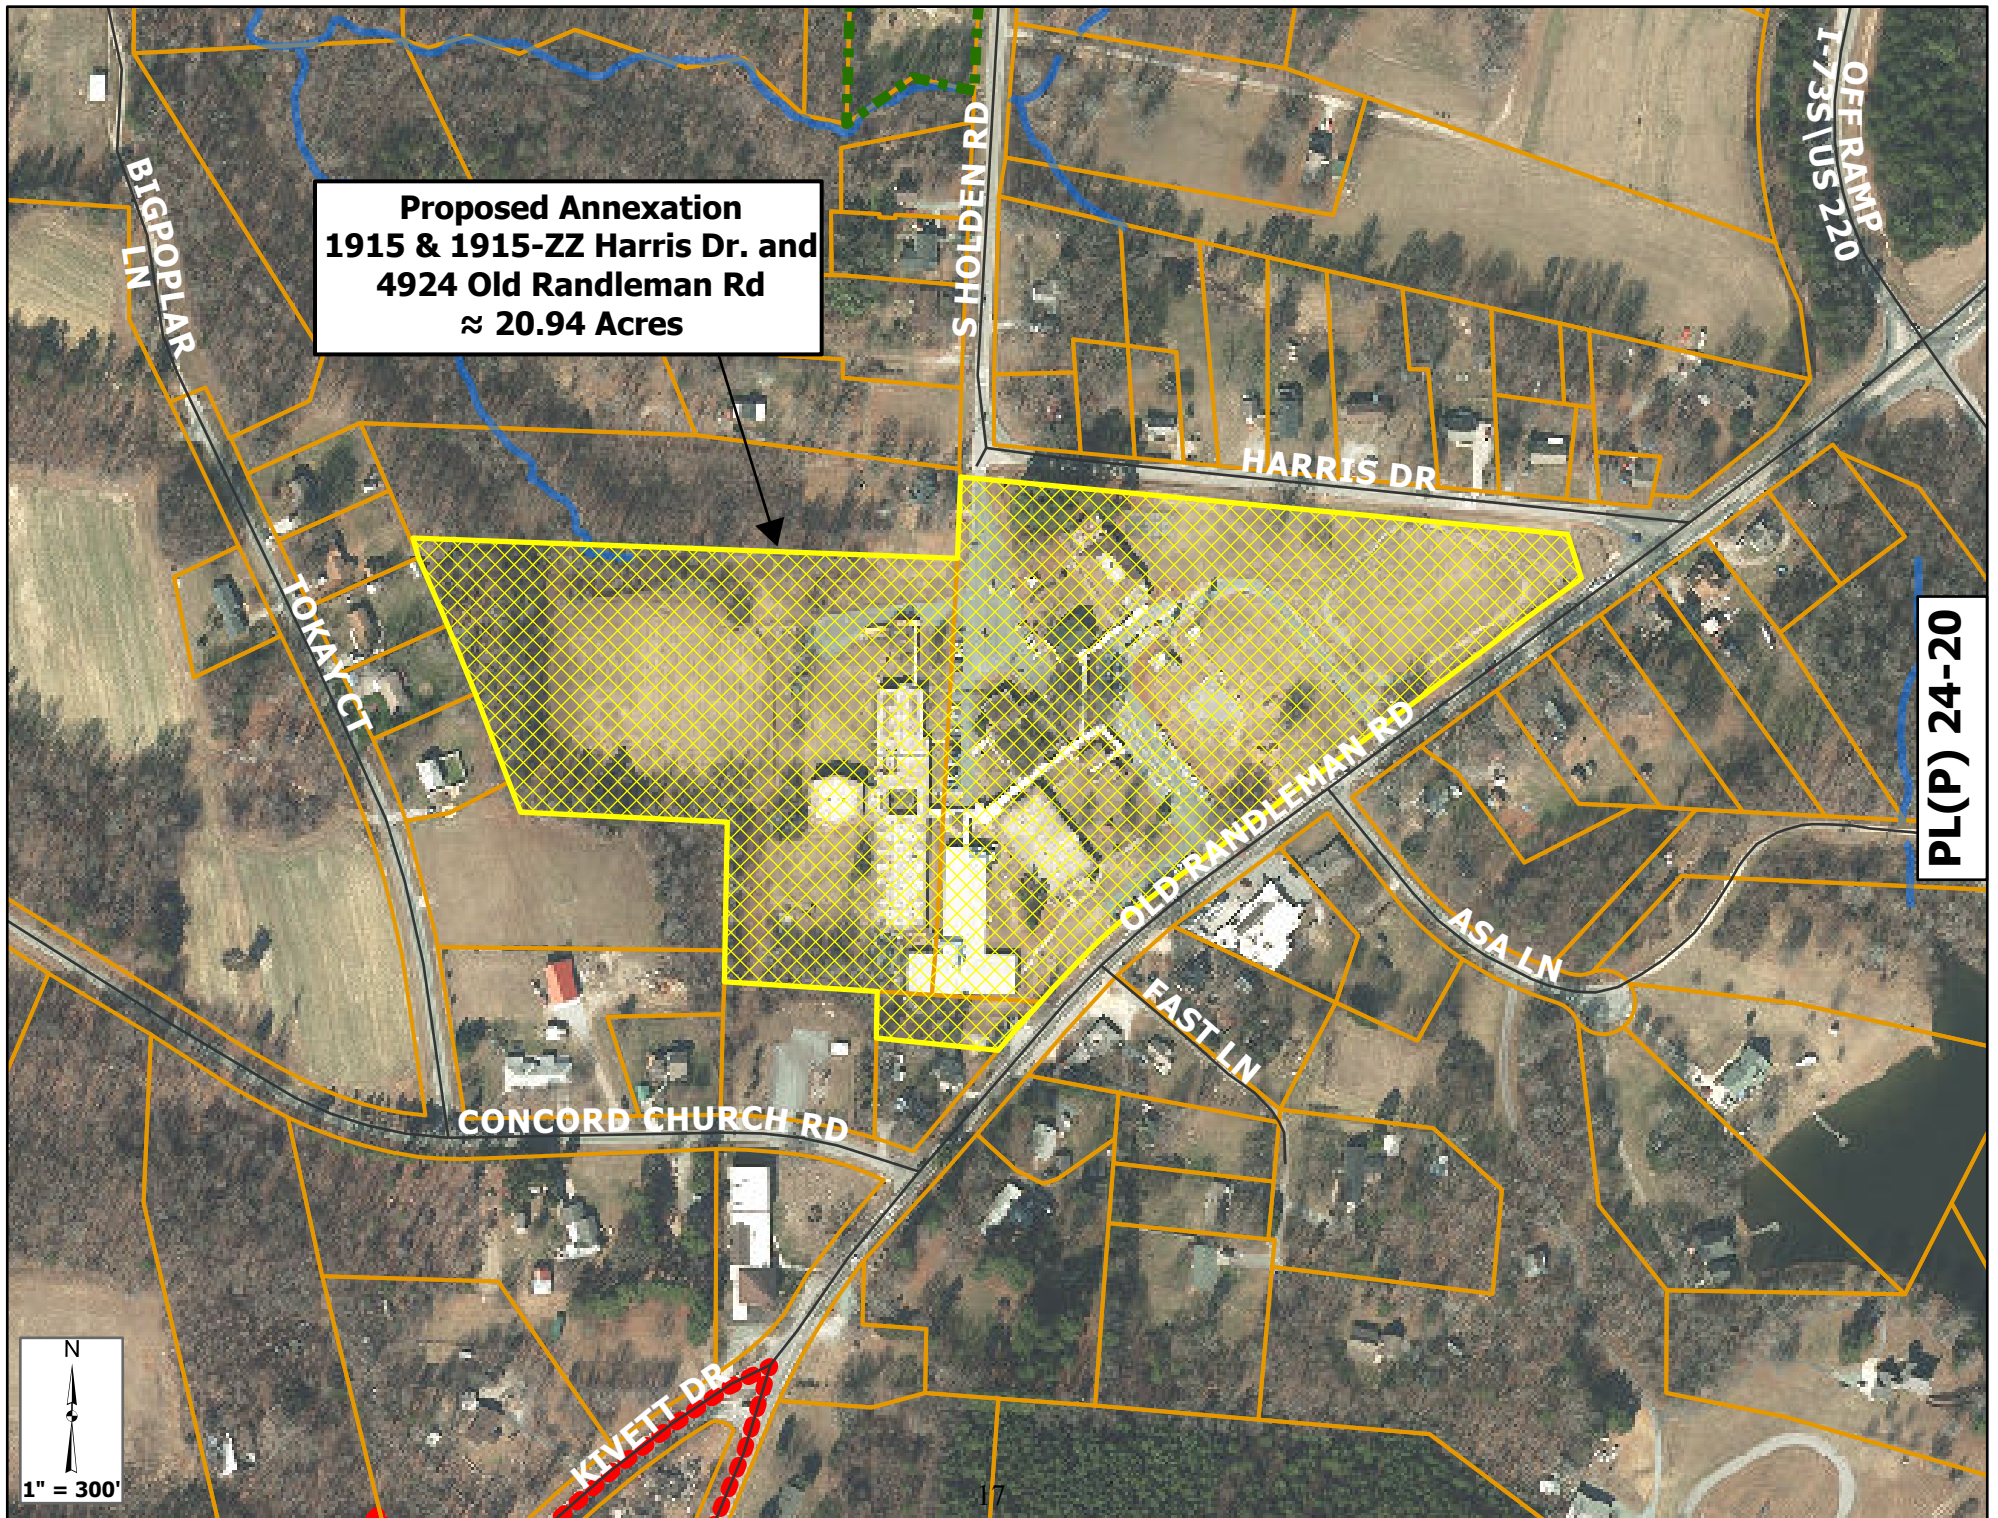 Proposed Annexation
1915 & 1915-ZZ Harris Dr. and
4924 Old Randleman Rd
≈ 20.94 Acres
S HOLDEN RD
OFF RAMP
I-73S\US 220
BIGPOPLAR
LN
HARRIS DR
TOKAY CT
OLD RANDLEMAN RD
PL(P) 24-20
ASA LN
FAST LN
CONCORD CHURCH RD
KIVETT DR
N
1" = 300'
17